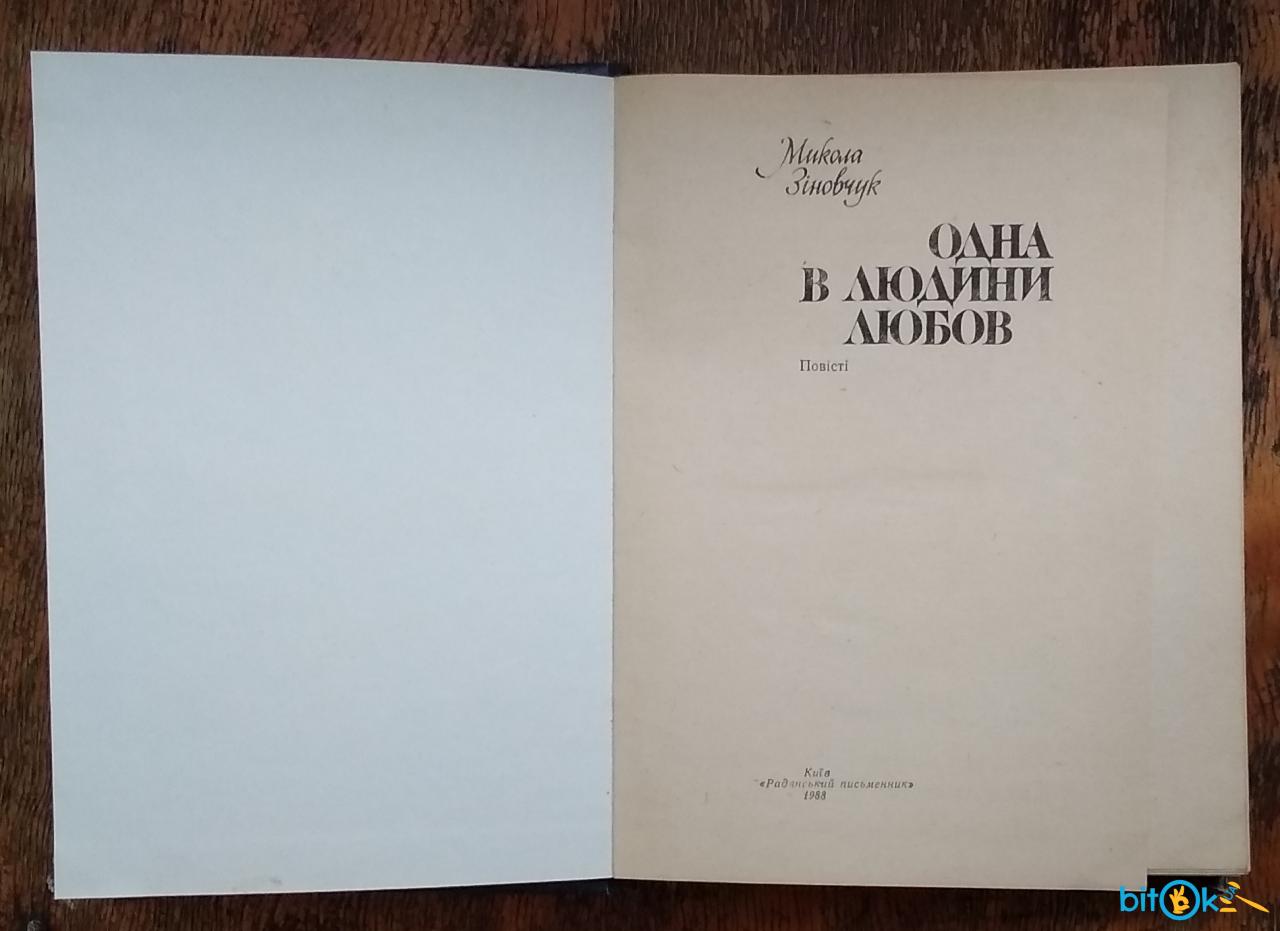 Микола
Зіновчук
ОДНА
В ЛЮДИНИ
ЛЮБОВ
Повісті
Київ
«Радянський письменник»
1988
bitOk